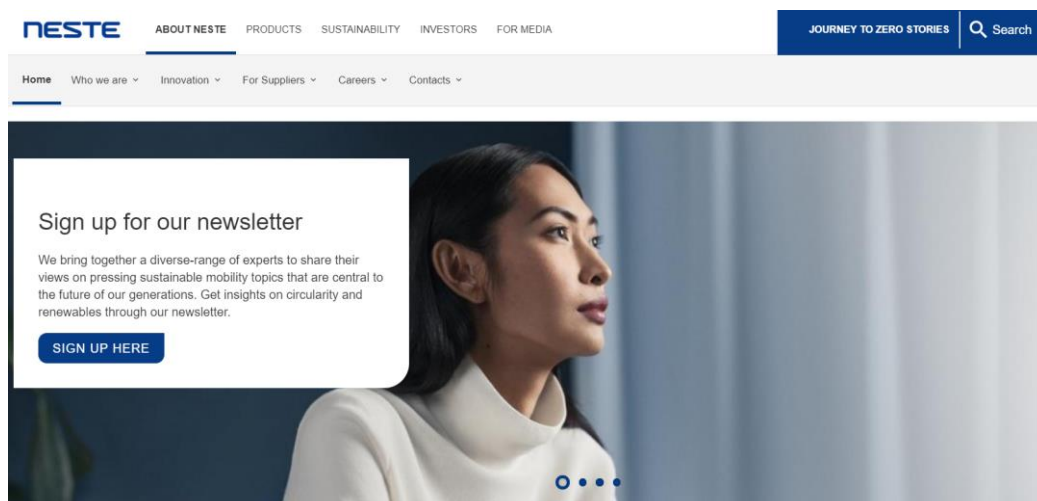 NESTE
ABOUT NESTE PRODUCTS SUSTAINABILITY INVESTORS FOR MEDIA
JOURNEY TO ZERO STORIES Search
Home Who we are Innovation For Suppliers Careers Contacts
Sign up for our newsletter
We bring together a diverse-range of experts to share their
views on pressing sustainable mobility topics that are central to
the future of our generations. Get insights on circularity and
renewables through our newsletter.
SIGN UP HERE